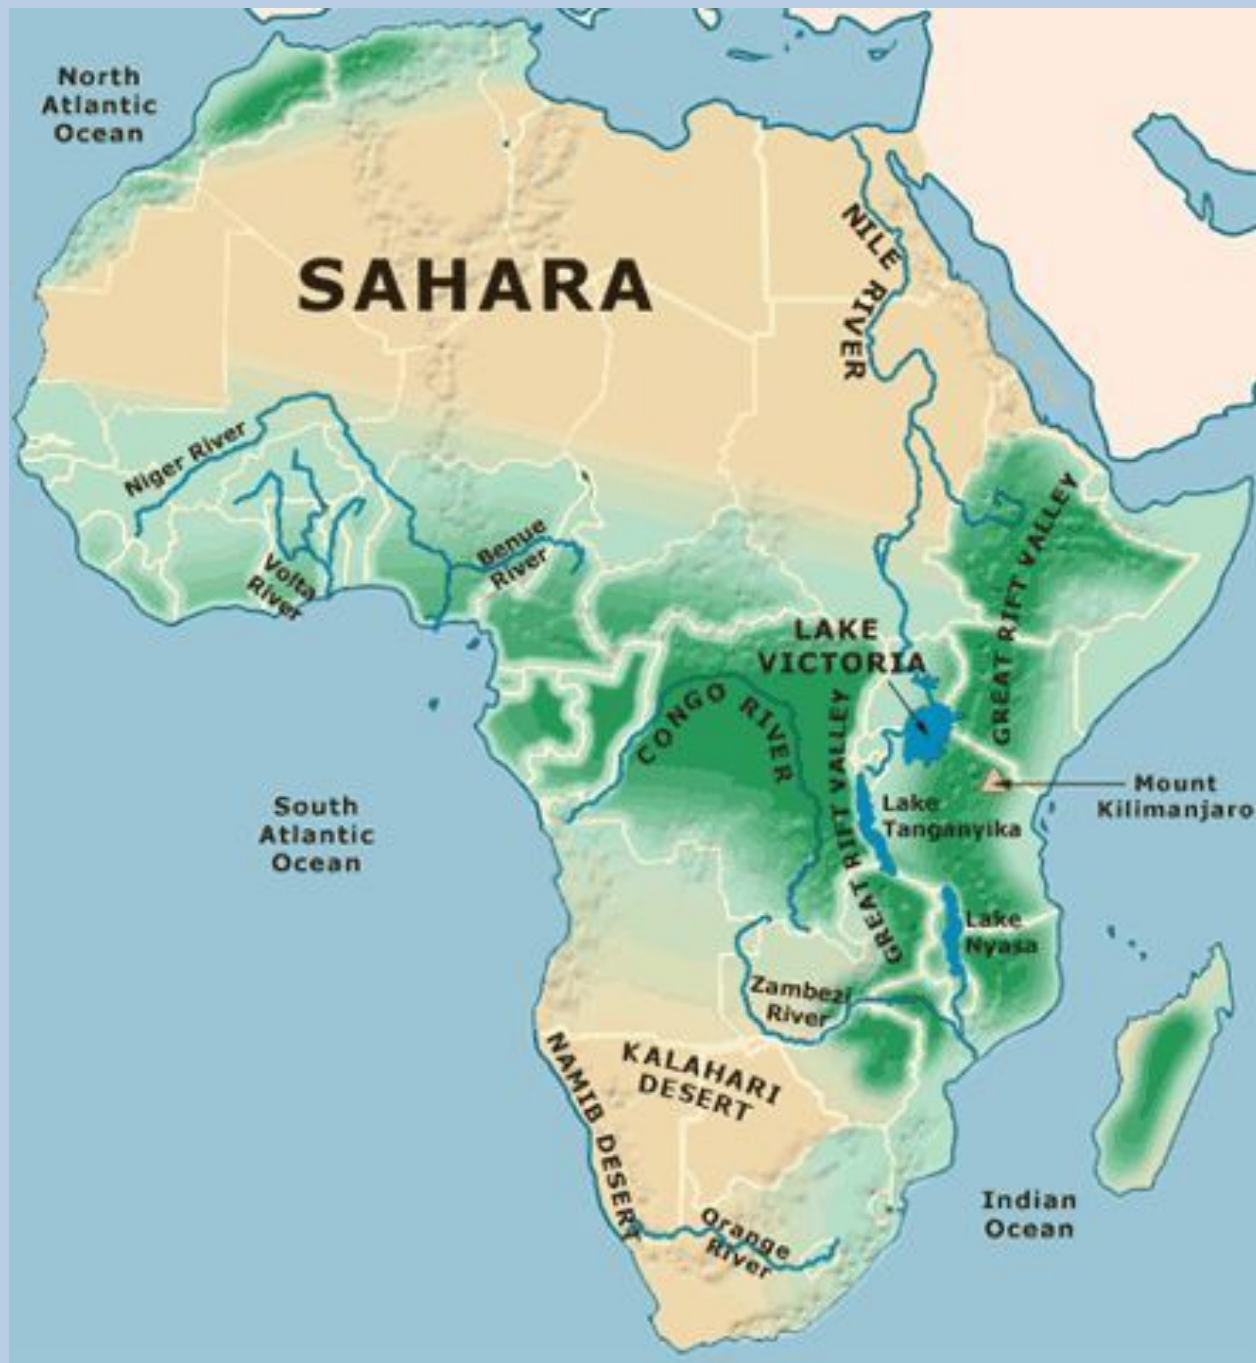 North
Atlantic
Ocean
SAHARA
NILE RIVER
Niger River
Benue
River
Volta
River
GREAT RIFT VALLEY
LAKE
VICTORIA
CONGO RIVER
GREAT RIFT VALLEY
Mount
Kilimanjaro
South
Atlantic
Ocean
Lake
Tanganyika
Lake
Nyasa
Zambezi
River
KALAHARI
DESERT
NAMIB DESERT
Orange
River
Indian
Ocean